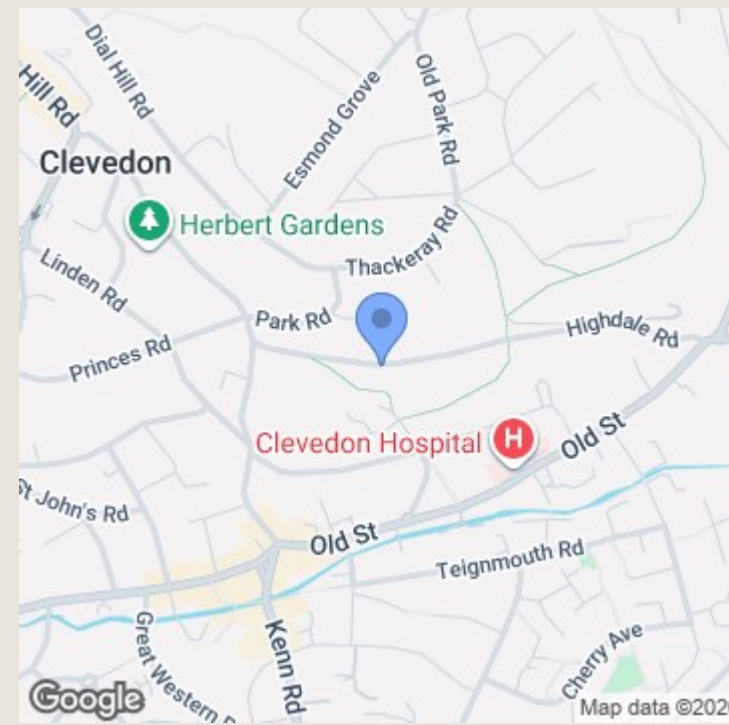 Dial Hill Rd
Hill Rd
Old Park Rd
Esmond Grove
Clevedon
Herbert Gardens
Thackeray Rd
Linden Rd
Park Rd
Highdale Rd
Princes Rd
Clevedon Hospital
H
Old St
St John's Rd
Old St
Teignmouth Rd
Great Western
Kenn Rd
Cherry Ave
Google
Map data ©202